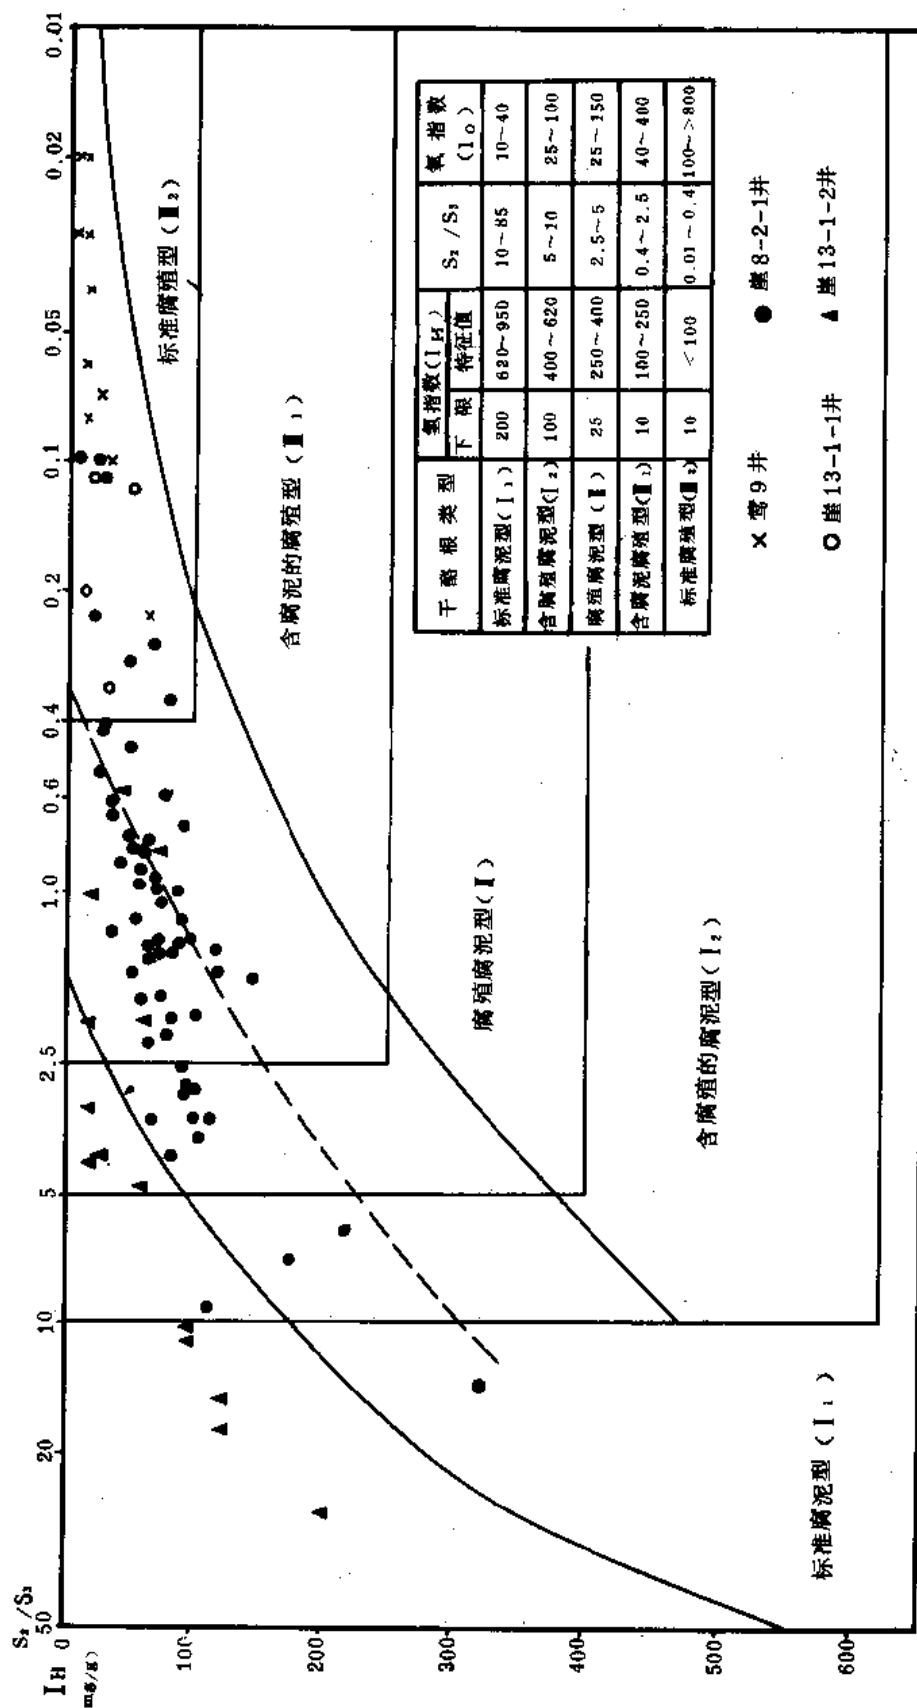 S₂/S₃
50 20 10 5 2.5 1.0 0.6 0.4 0.2 0.1 0.05 0.02 0.01
I_H
(mg/g)
0
100
200
300
400
500
600
标准腐殖型(Ⅲ₂)
含腐泥的腐殖型(Ⅲ₁)
腐殖腐泥型(Ⅱ)
含腐殖的腐泥型(Ⅰ₂)
标准腐泥型(Ⅰ₁)
干酪根类型 氢指数(I_H) S₂/S₃ 氧指数(I₀)
下限 特征值
标准腐泥型(Ⅰ₁) 200 620~950 10~85 10~40
含腐殖腐泥型(Ⅰ₂) 100 400~620 5~10 25~100
腐殖腐泥型(Ⅱ) 25 250~400 2.5~5 25~150
含腐泥腐殖型(Ⅲ₁) 10 100~250 0.4~2.5 40~400
标准腐殖型(Ⅲ₂) 10 <100 0.01~0.4 100~>800
× 莺9井 ● 崖8-2-1井
○ 崖13-1-1井 ▲ 崖13-1-2井